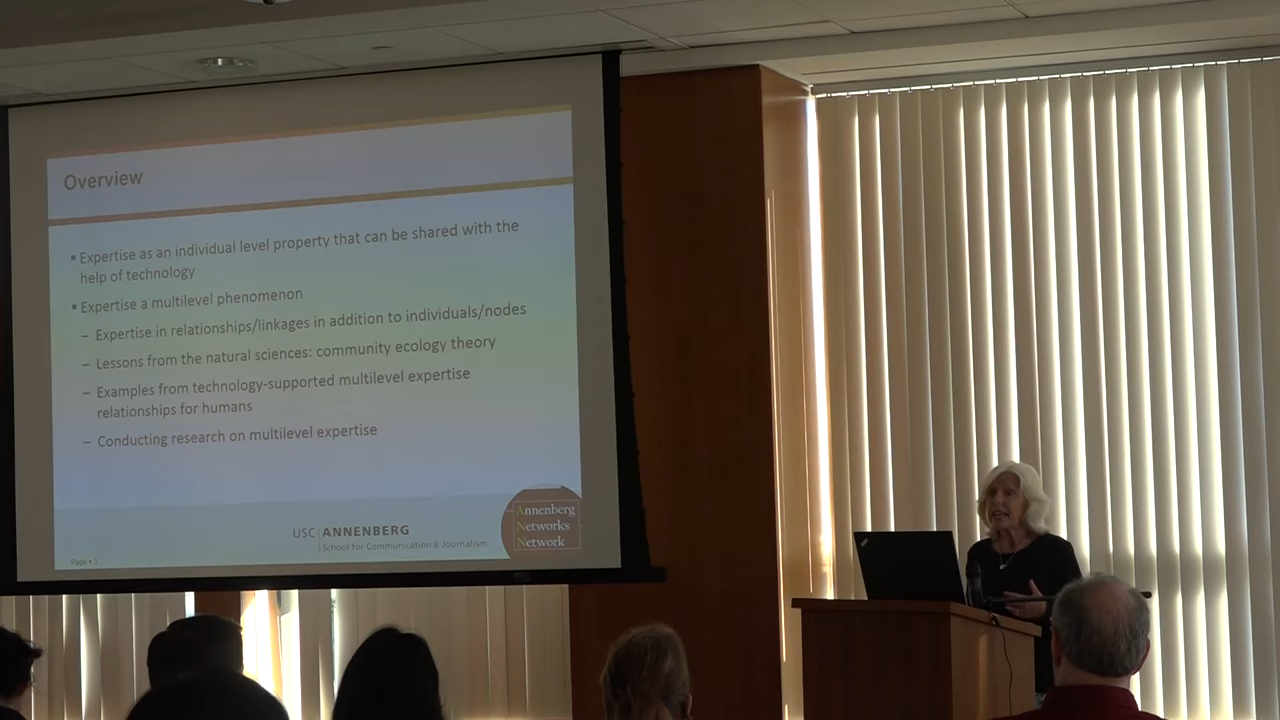 Overview
▪ Expertise as an individual level property that can be shared with the
help of technology
▪ Expertise a multilevel phenomenon
– Expertise in relationships/linkages in addition to individuals/nodes
– Lessons from the natural sciences: community ecology theory
– Examples from technology-supported multilevel expertise
relationships for humans
– Conducting research on multilevel expertise
USC ANNENBERG
School for Communication & Journalism
Annenberg
Networks
Network
Page ▪ 3